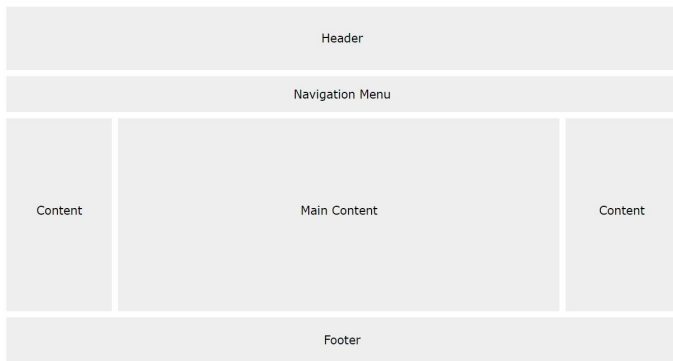 Header
Navigation Menu
Content
Main Content
Content
Footer